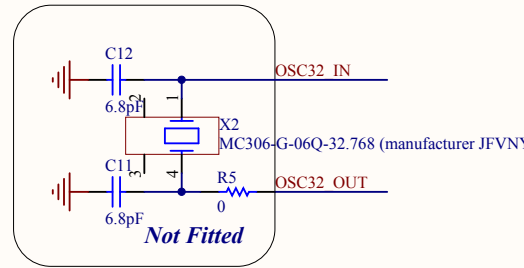 C12
OSC32_IN
6.8pF
2
1
X2
MC306-G-06Q-32.768 (manufacturer JFVNY
3
4
C11
R5
OSC32_OUT
6.8pF
0
Not Fitted